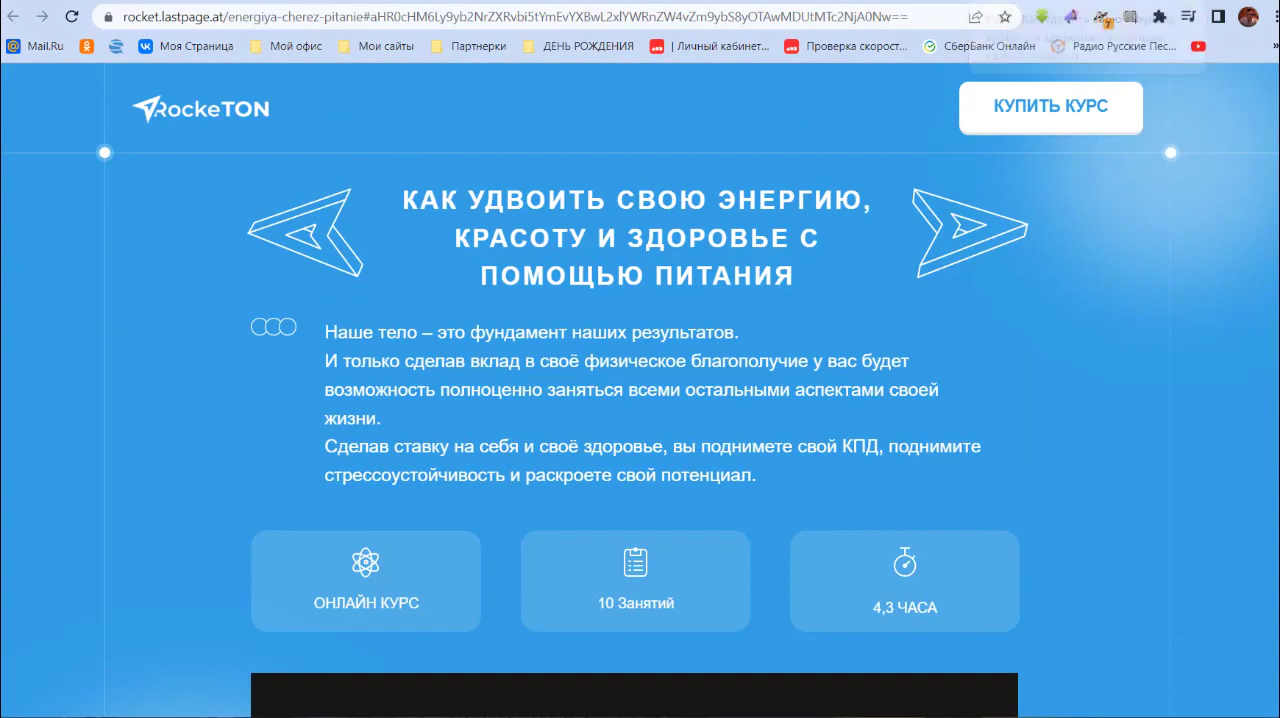 rocket.lastpage.at/energiya-cherez-pitanie#aHR0cHM6Ly9yb2NrZXRvbi5tYmEvYXBwL2xlYWRnZW4vZm9ybS8yOTAwMDUtMTc2NjA0Nw==
Mail.Ru
Моя Страница
Мой офис
Мои сайты
Партнерки
ДЕНЬ РОЖДЕНИЯ
| Личный кабинет...
Проверка скорост...
СберБанк Онлайн
Радио Русские Пес...
»
RockeTON
КУПИТЬ КУРС
КАК УДВОИТЬ СВОЮ ЭНЕРГИЮ,
КРАСОТУ И ЗДОРОВЬЕ С
ПОМОЩЬЮ ПИТАНИЯ
Наше тело – это фундамент наших результатов.
И только сделав вклад в своё физическое благополучие у вас будет
возможность полноценно заняться всеми остальными аспектами своей
жизни.
Сделав ставку на себя и своё здоровье, вы поднимете свой КПД, поднимите
стрессоустойчивость и раскроете свой потенциал.
ОНЛАЙН КУРС
10 Занятий
4,3 ЧАСА